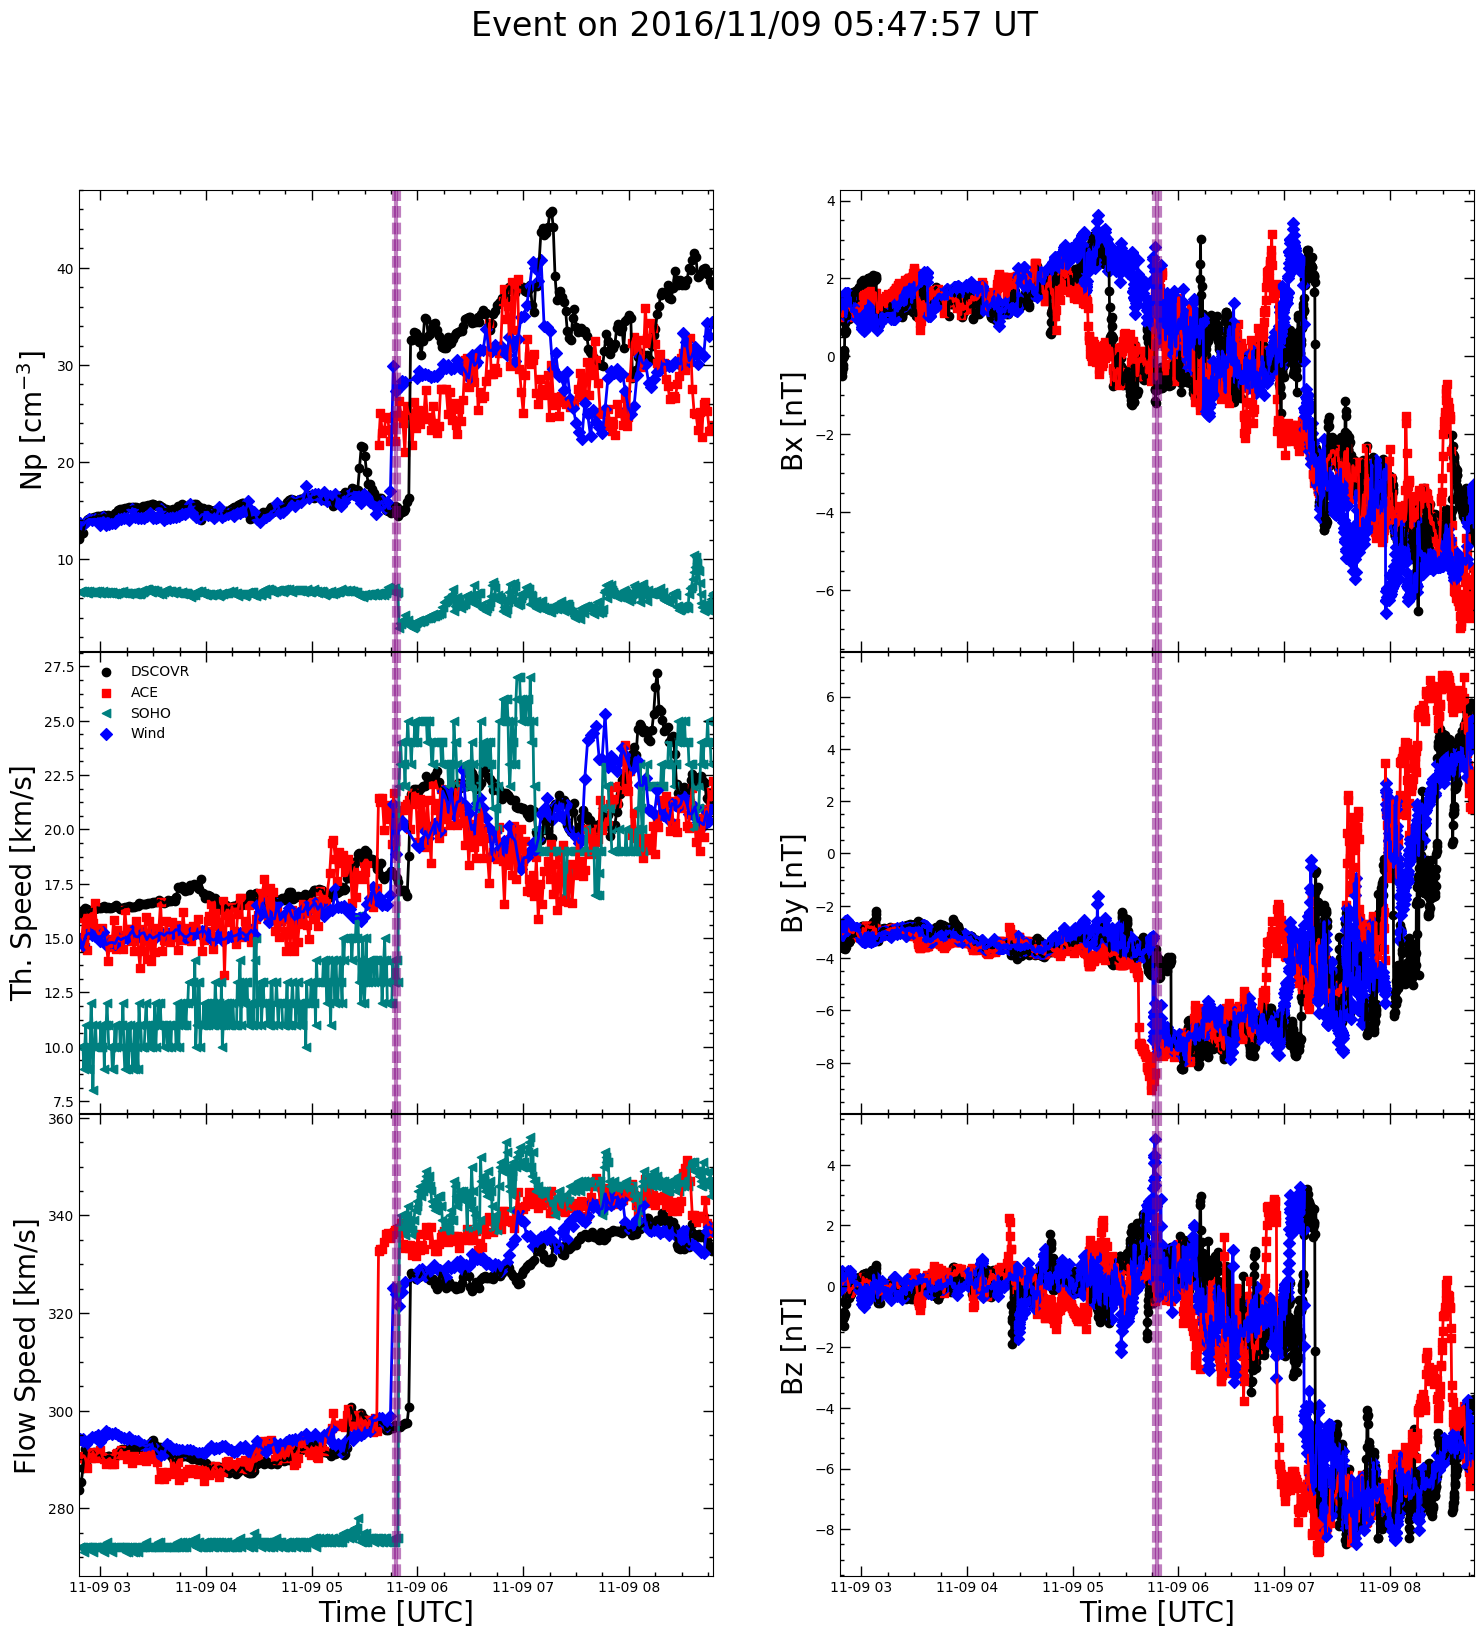 Event on 2016/11/09 05:47:57 UT
Np [cm⁻³]
40
30
20
10
Bx [nT]
4
2
0
−2
−4
−6
Th. Speed [km/s]
27.5
25.0
22.5
20.0
17.5
15.0
12.5
10.0
7.5
DSCOVR
ACE
SOHO
Wind
By [nT]
6
4
2
0
−2
−4
−6
−8
Flow Speed [km/s]
360
340
320
300
280
11-09 03 11-09 04 11-09 05 11-09 06 11-09 07 11-09 08
Time [UTC]
Bz [nT]
4
2
0
−2
−4
−6
−8
11-09 03 11-09 04 11-09 05 11-09 06 11-09 07 11-09 08
Time [UTC]